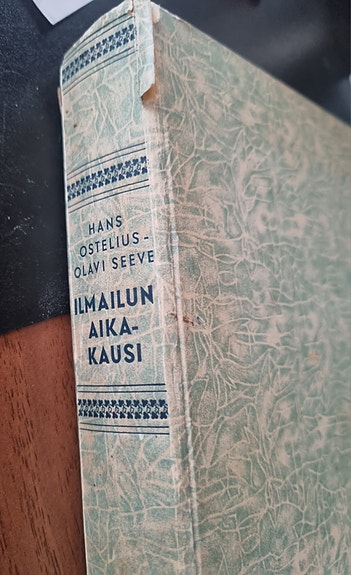 HANS
OSTELIUS-
OLAVI SEEVE
ILMAILUN
AIKA-
KAUSI